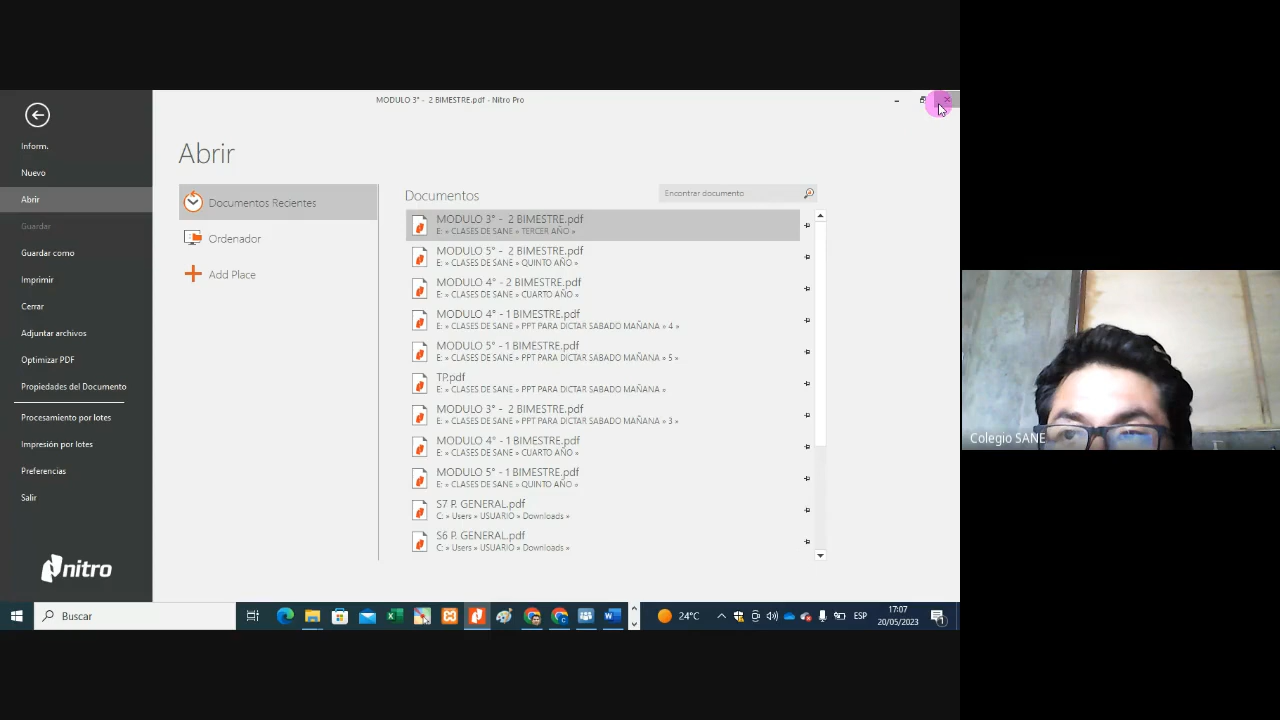 MODULO 3° - 2 BIMESTRE.pdf - Nitro Pro
Inform.
Nuevo
Abrir
Guardar
Guardar como
Imprimir
Cerrar
Adjuntar archivos
Optimizar PDF
Propiedades del Documento
Procesamiento por lotes
Impresión por lotes
Preferencias
Salir
nitro
Abrir
Documentos Recientes
Ordenador
Add Place
Documentos
Encontrar documento
MODULO 3° - 2 BIMESTRE.pdf
E: » CLASES DE SANE » TERCER AÑO »
MODULO 5° - 2 BIMESTRE.pdf
E: » CLASES DE SANE » QUINTO AÑO »
MODULO 4° - 2 BIMESTRE.pdf
E: » CLASES DE SANE » CUARTO AÑO »
MODULO 4° - 1 BIMESTRE.pdf
E: » CLASES DE SANE » PPT PARA DICTAR SABADO MAÑANA » 4 »
MODULO 5° - 1 BIMESTRE.pdf
E: » CLASES DE SANE » PPT PARA DICTAR SABADO MAÑANA » 5 »
TP.pdf
E: » CLASES DE SANE » PPT PARA DICTAR SABADO MAÑANA »
MODULO 3° - 2 BIMESTRE.pdf
E: » CLASES DE SANE » PPT PARA DICTAR SABADO MAÑANA » 3 »
MODULO 4° - 1 BIMESTRE.pdf
E: » CLASES DE SANE » CUARTO AÑO »
MODULO 5° - 1 BIMESTRE.pdf
E: » CLASES DE SANE » QUINTO AÑO »
S7 P. GENERAL.pdf
C: » Users » USUARIO » Downloads »
S6 P. GENERAL.pdf
C: » Users » USUARIO » Downloads »
Colegio SANE
Buscar
24°C
ESP
17:07
20/05/2023
1